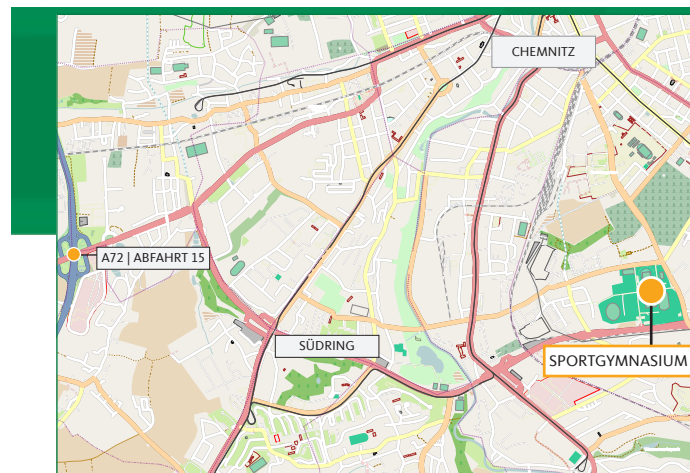 CHEMNITZ
A72 | ABFAHRT 15
SÜDRING
SPORTGYMNASIUM